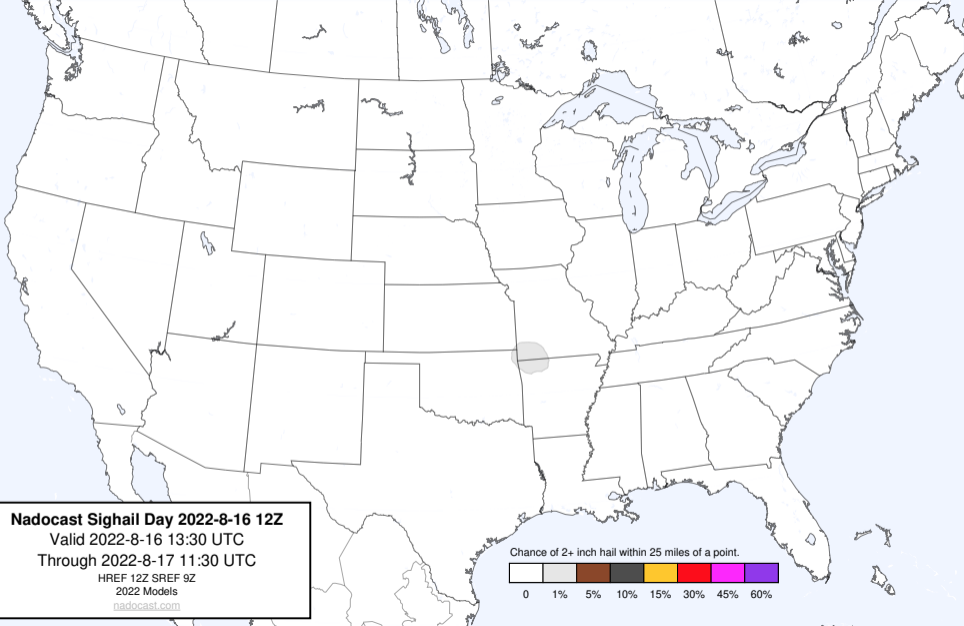 Nadocast Sighail Day 2022-8-16 12Z
Valid 2022-8-16 13:30 UTC
Through 2022-8-17 11:30 UTC
HREF 12Z SREF 9Z
2022 Models
nadocast.com
Chance of 2+ inch hail within 25 miles of a point.
0 1% 5% 10% 15% 30% 45% 60%